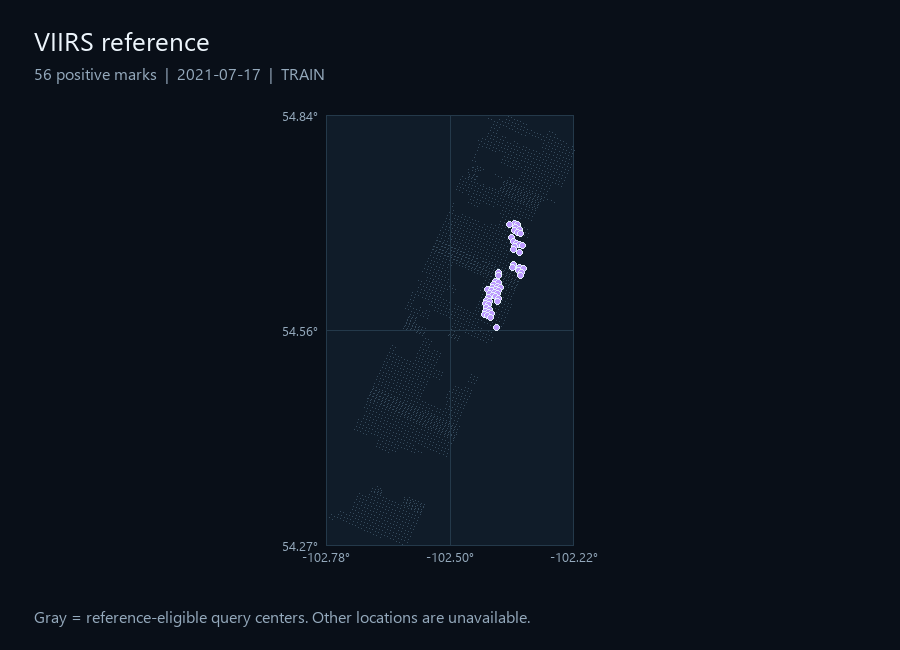 VIIRS reference
56 positive marks | 2021-07-17 | TRAIN
54.84°
54.56°
54.27°
-102.78° -102.50° -102.22°
Gray = reference-eligible query centers. Other locations are unavailable.